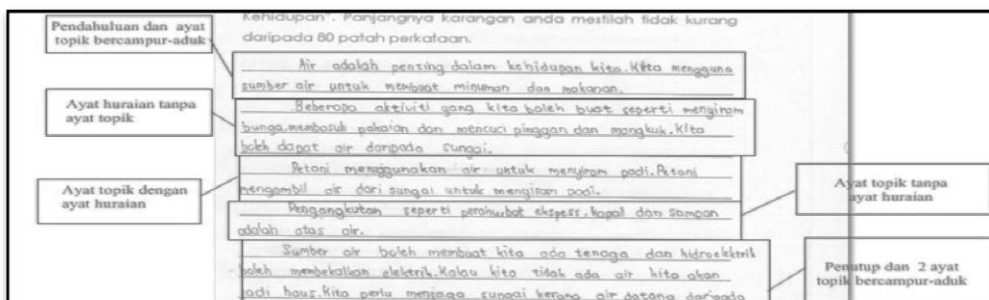 Kehidupan". Panjangnya karangan anda mestilah tidak kurang
daripada 80 patah perkataan.
Pendahuluan dan ayat
topik bercampur-aduk
Air adalah penting dalam kehidupan kita. Kita mengguna
sumber air untuk membuat minuman dan makanan.
Ayat huraian tanpa
ayat topik
Beberapa aktiviti yang kita boleh buat seperti mengiram
bunga, membasuh pakaian dan mencuci pinggan dan mangkuk. Kita
boleh dapat air daripada sungai.
Ayat topik dengan
ayat huraian
Petani menggunakan air untuk menyiram padi. Petani
mengambil air dari sungai untuk menyiram padi.
Ayat topik tanpa
ayat huraian
Pengangkutan seperti ekspess, kapal dan sampan
adalah atas air.
Sumber air boleh membuat kita ada tenaga dan hidroelektrik
boleh membekalkan elektrik. Kalau kita tidak ada air kita akan
jadi haus. Kita perlu menjaga sungai kerana air datang daripada
Penutup dan 2 ayat
topik bercampur-aduk